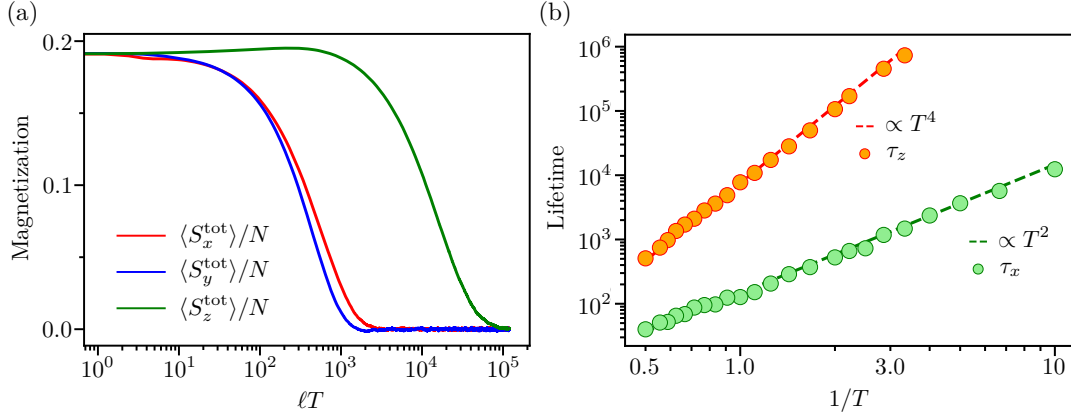 (a)
Magnetization
0.2
0.1
0.0
⟨S_x^tot⟩/N
⟨S_y^tot⟩/N
⟨S_z^tot⟩/N
10^0 10^1 10^2 10^3 10^4 10^5
ℓT
(b)
Lifetime
10^6
10^5
10^4
10^3
10^2
∝ T^4
τ_z
∝ T^2
τ_x
0.5 1.0 3.0 10
1/T